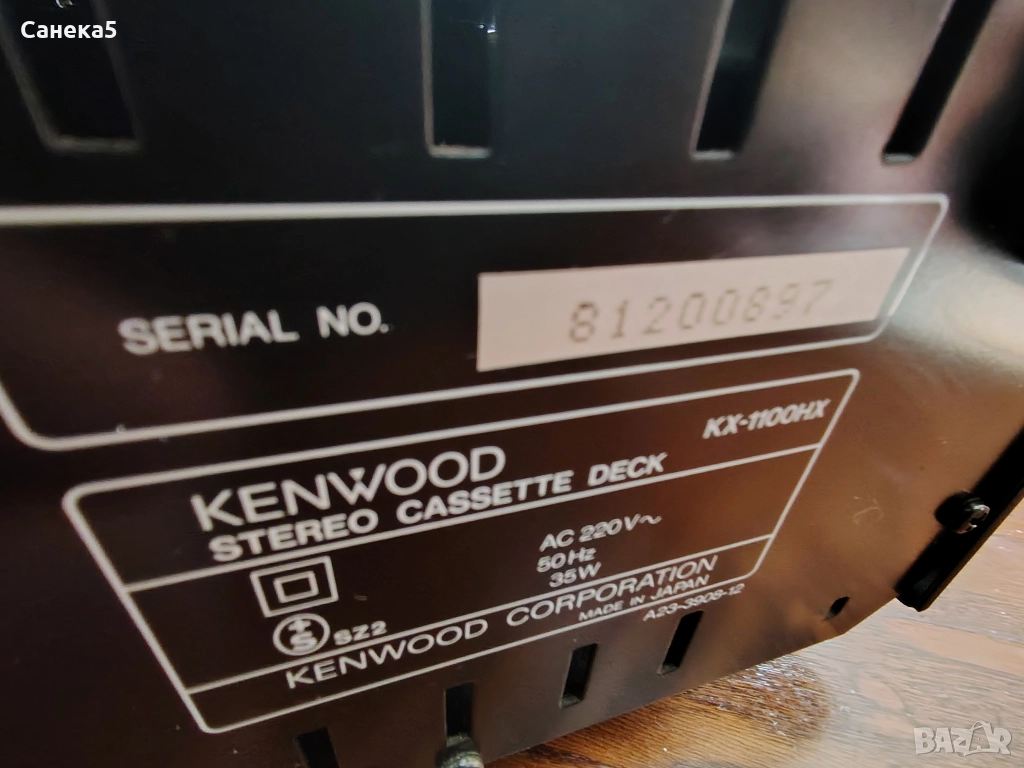 Санека5
SERIAL NO. 81200897
KENWOOD KX-1100HX
STEREO CASSETTE DECK
AC 220V~
50Hz
35W
SZ2
KENWOOD CORPORATION
MADE IN JAPAN
A23-3908-12
BAZAR